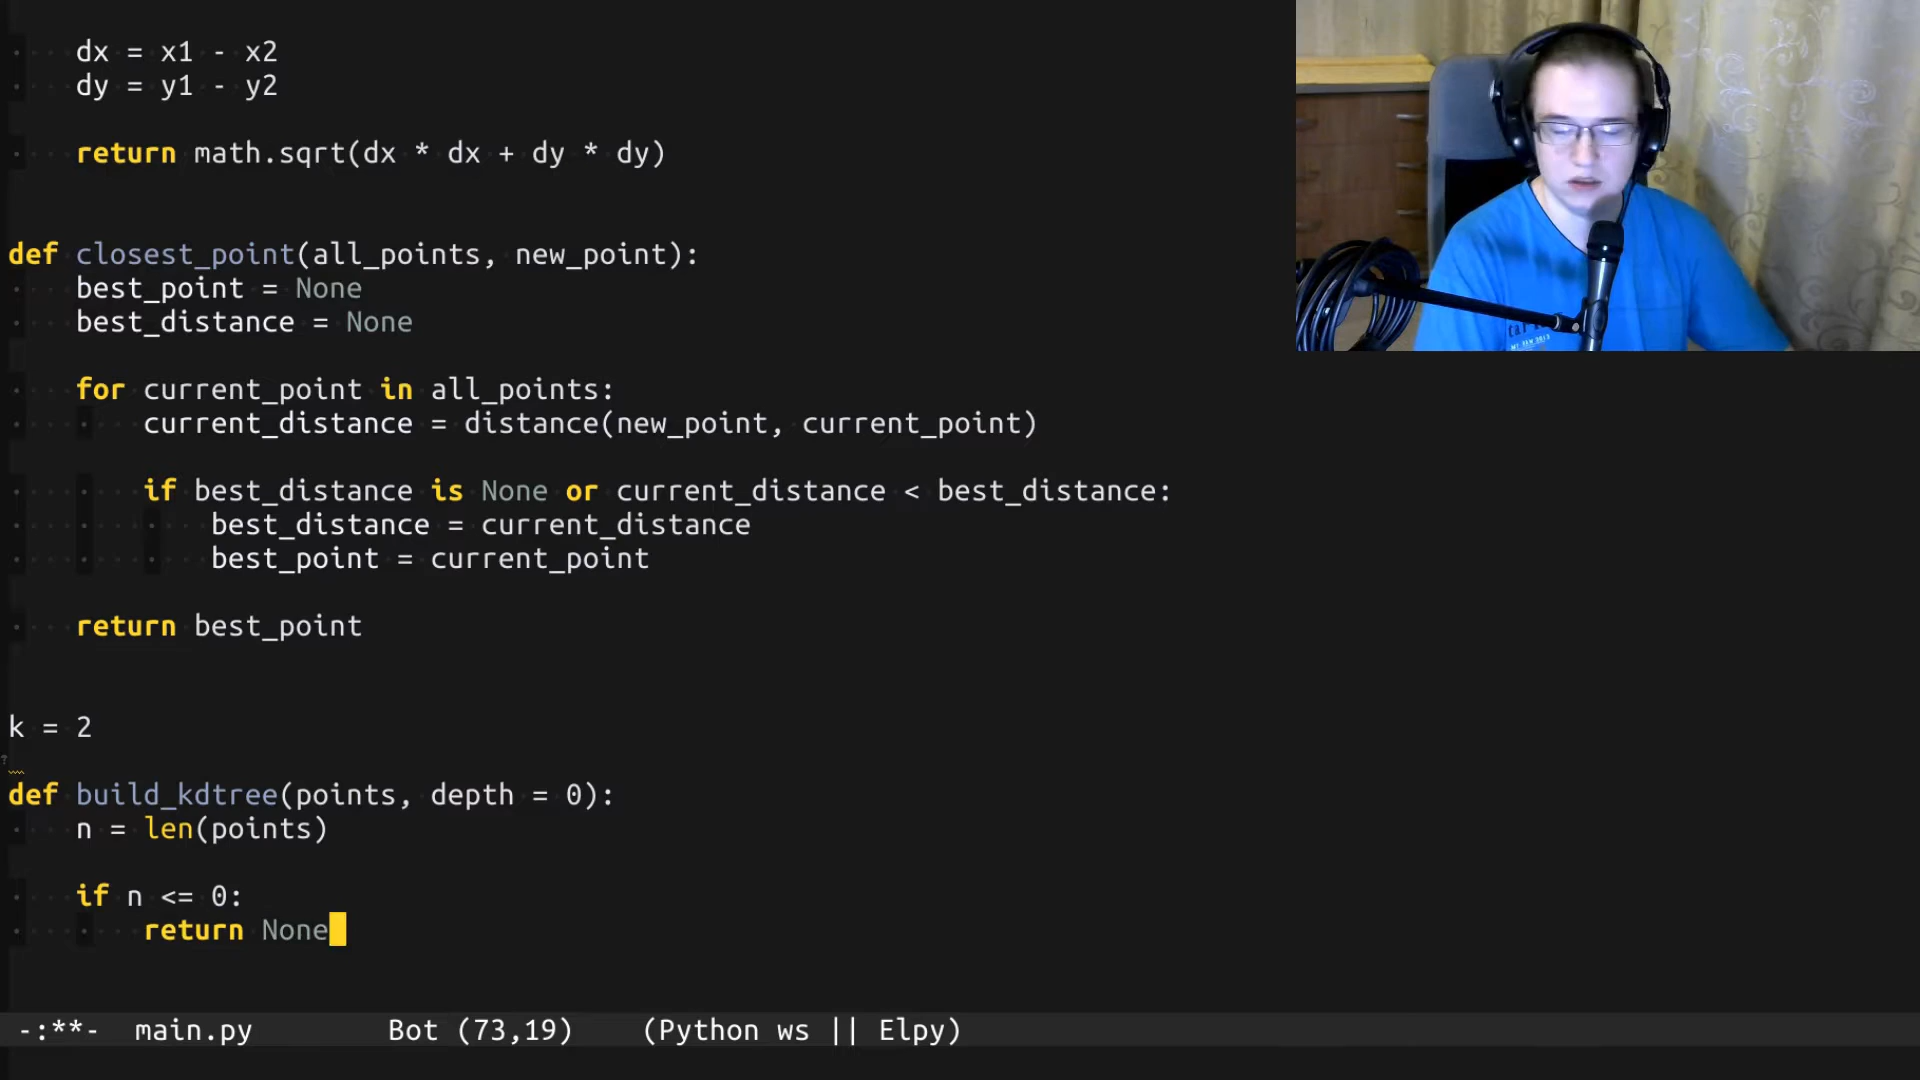 dx = x1 - x2
dy = y1 - y2
return math.sqrt(dx * dx + dy * dy)
def closest_point(all_points, new_point):
best_point = None
best_distance = None
for current_point in all_points:
current_distance = distance(new_point, current_point)
if best_distance is None or current_distance < best_distance:
best_distance = current_distance
best_point = current_point
return best_point
k = 2
def build_kdtree(points, depth = 0):
n = len(points)
if n <= 0:
return None
-:**- main.py Bot (73,19) (Python ws || Elpy)